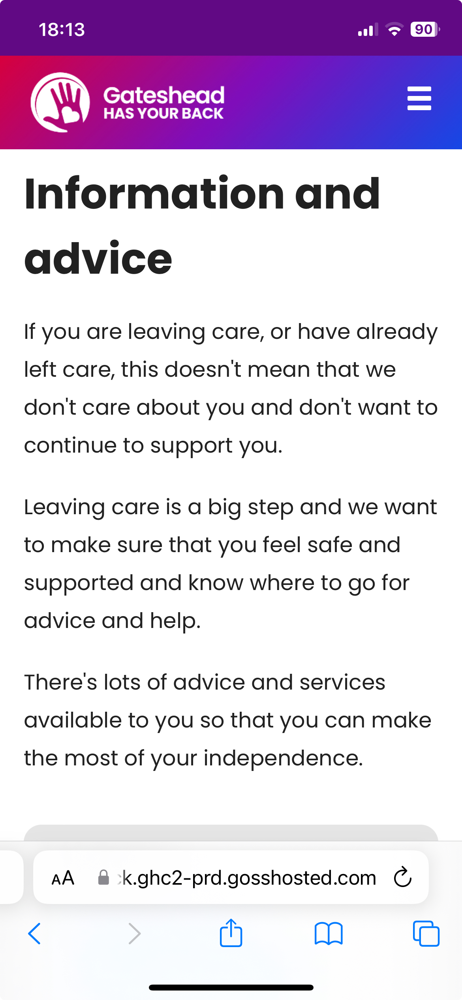 18:13
90
Gateshead
HAS YOUR BACK
Information and
advice
If you are leaving care, or have already
left care, this doesn't mean that we
don't care about you and don't want to
continue to support you.
Leaving care is a big step and we want
to make sure that you feel safe and
supported and know where to go for
advice and help.
There's lots of advice and services
available to you so that you can make
the most of your independence.
AA k.ghc2-prd.gosshosted.com